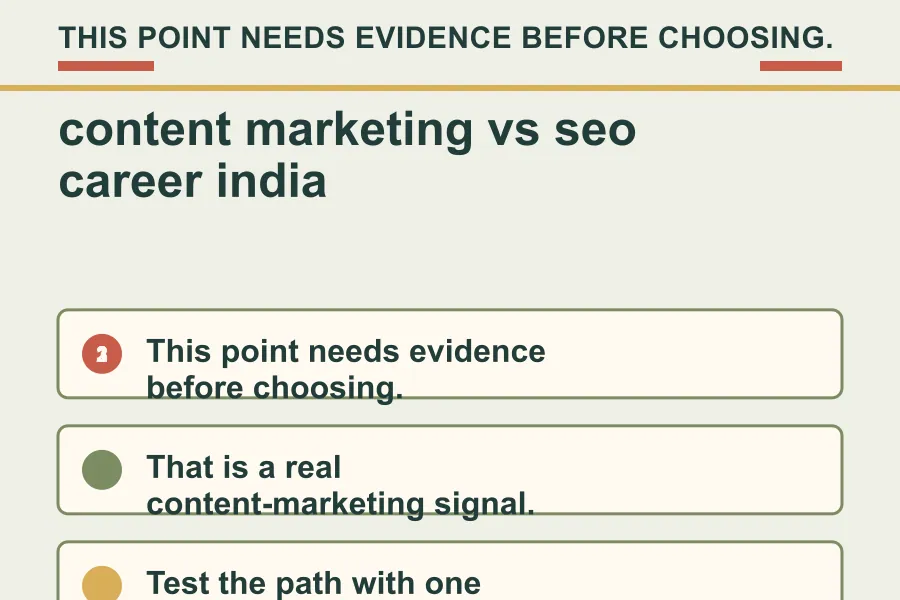 THIS POINT NEEDS EVIDENCE BEFORE CHOOSING.
content marketing vs seo
career india
This point needs evidence
before choosing.
That is a real
content-marketing signal.
Test the path with one